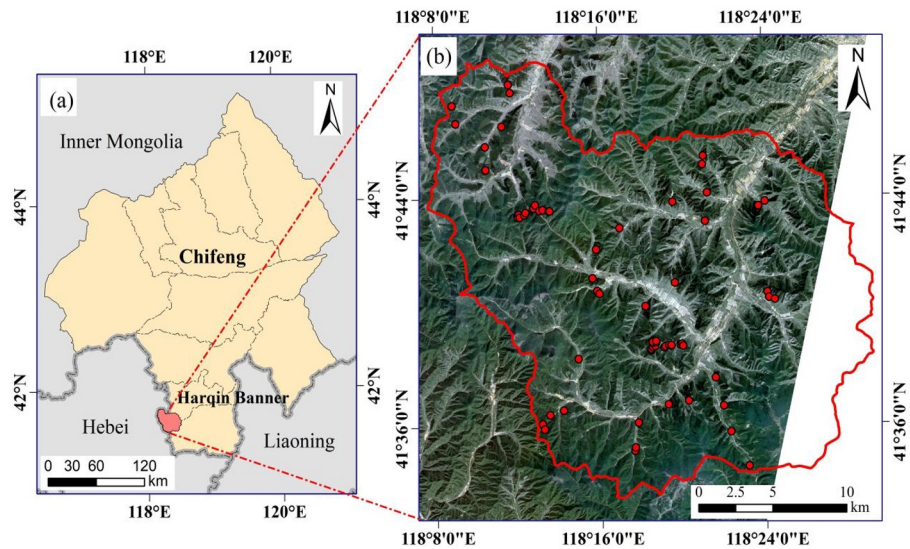 118°E
120°E
(a)
N
Inner Mongolia
44°N
44°N
Chifeng
42°N
42°N
Harqin Banner
Hebei
Liaoning
0 30 60 120
km
118°E
120°E
118°8'0"E
118°16'0"E
118°24'0"E
(b)
N
41°44'0"N
41°44'0"N
41°36'0"N
41°36'0"N
0 2.5 5 10
km
118°8'0"E
118°16'0"E
118°24'0"E